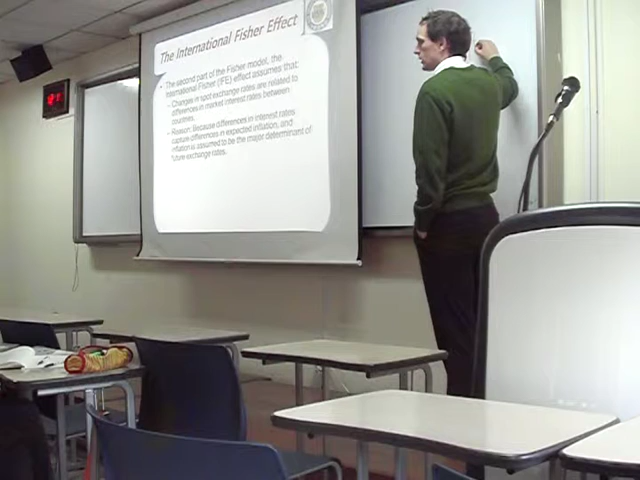 The International Fisher Effect
• The second part of the Fisher model, the
International Fisher (IFE) effect assumes that
– Changes in spot exchange rates are related to
differences in market interest rates between
countries.
– Reason: Because differences in interest rates
capture differences in expected inflation, and
inflation is assumed to be the major determinant of
future exchange rates.